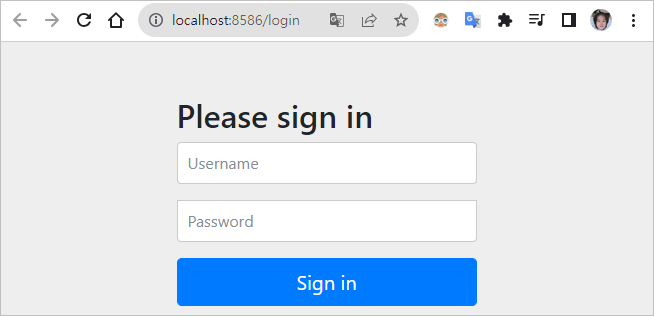 localhost:8586/login
Please sign in
Username
Password
Sign in